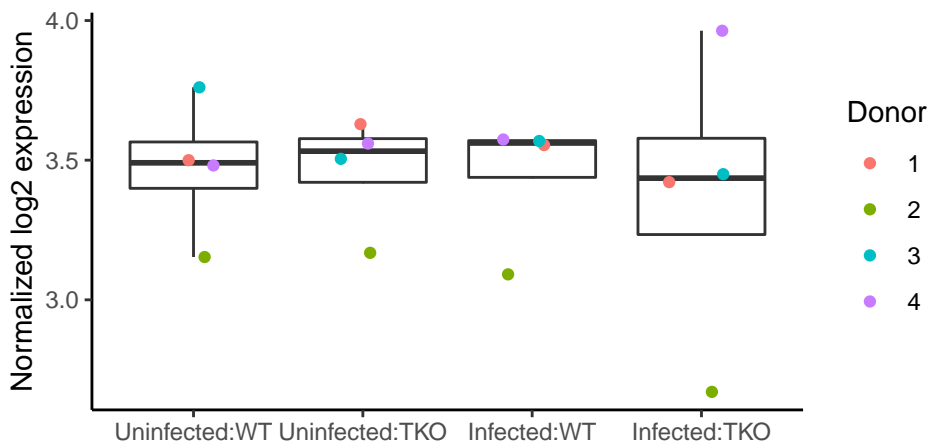 Normalized log2 expression
4.0
3.5
3.0
Uninfected:WT
Uninfected:TKO
Infected:WT
Infected:TKO
Donor
1
2
3
4